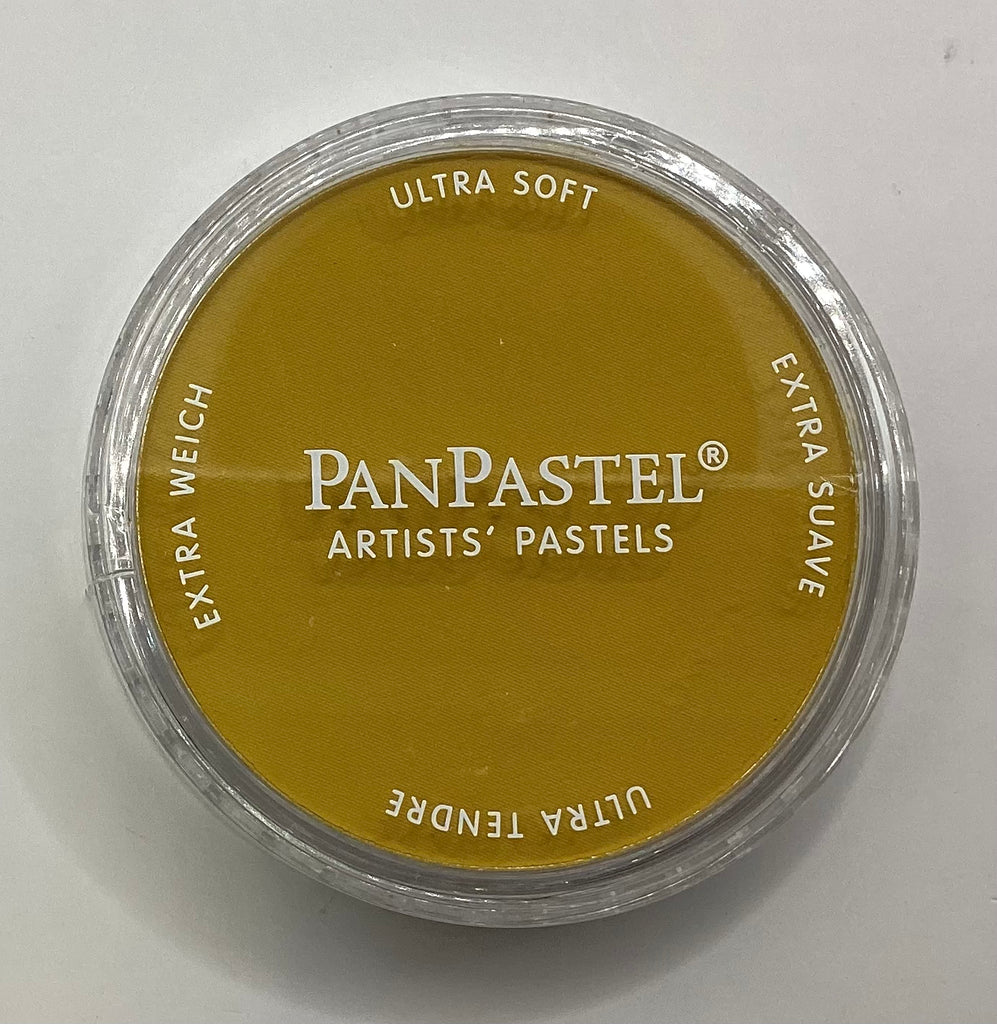 ULTRA SOFT
EXTRA WEICH
PANPASTEL®
ARTISTS’ PASTELS
EXTRA SUAVE
ULTRA TENDRE